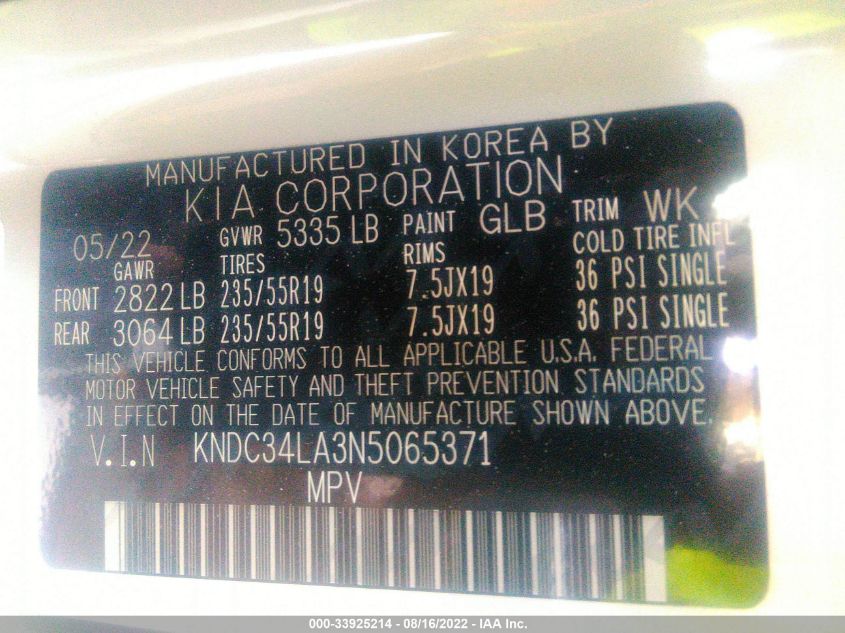 MANUFACTURED IN KOREA BY
KIA CORPORATION
05/22 GVWR 5335 LB PAINT GLB TRIM WK
GAWR TIRES RIMS COLD TIRE INFL
FRONT 2822 LB 235/55R19 7.5JX19 36 PSI SINGLE
REAR 3064 LB 235/55R19 7.5JX19 36 PSI SINGLE
THIS VEHICLE CONFORMS TO ALL APPLICABLE U.S.A. FEDERAL
MOTOR VEHICLE SAFETY AND THEFT PREVENTION STANDARDS
IN EFFECT ON THE DATE OF MANUFACTURE SHOWN ABOVE.
V.I.N KNDC34LA3N5065371
MPV
000-33925214 - 08/16/2022 - IAA Inc.